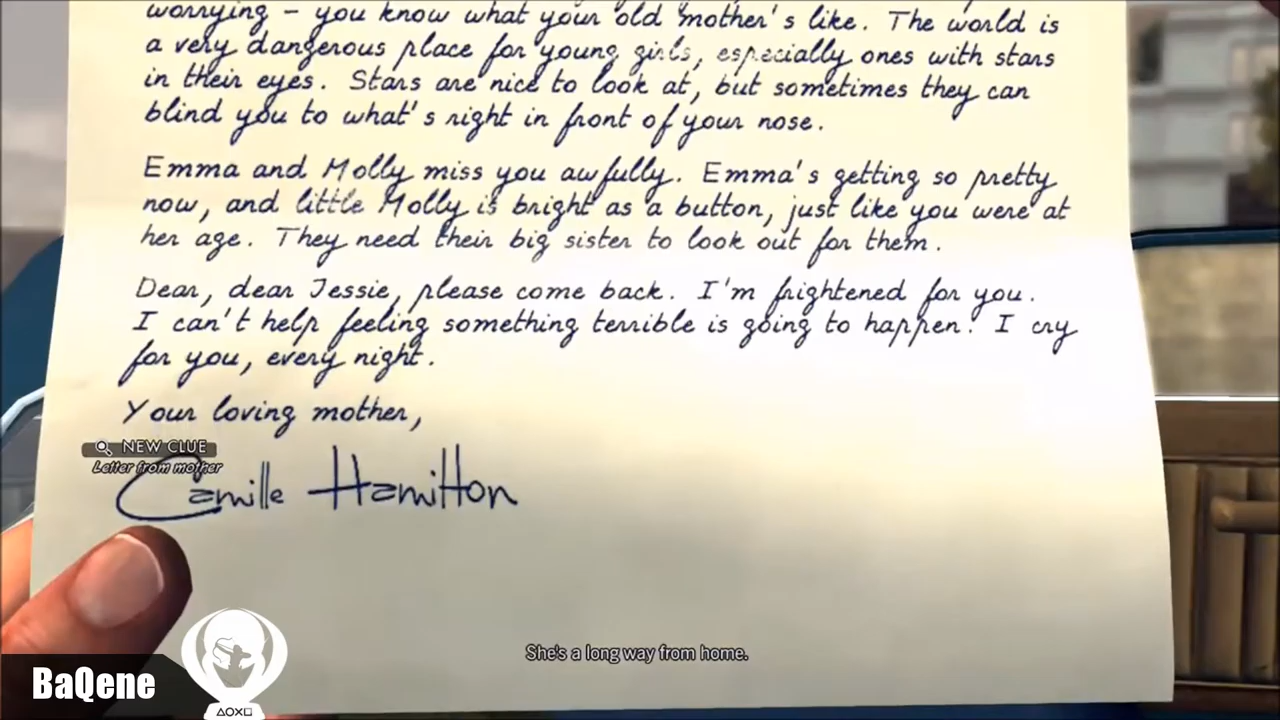 worrying – you know what your old mother's like. The world is
a very dangerous place for young girls, especially ones with stars
in their eyes. Stars are nice to look at, but sometimes they can
blind you to what's right in front of your nose.
Emma and Molly miss you awfully. Emma's getting so pretty
now, and little Molly is bright as a button, just like you were at
her age. They need their big sister to look out for them.
Dear, dear Jessie, please come back. I'm frightened for you.
I can't help feeling something terrible is going to happen. I cry
for you, every night.
Your loving mother,
NEW CLUE
Letter from mother
Camille Hamilton
She's a long way from home.
BaQene